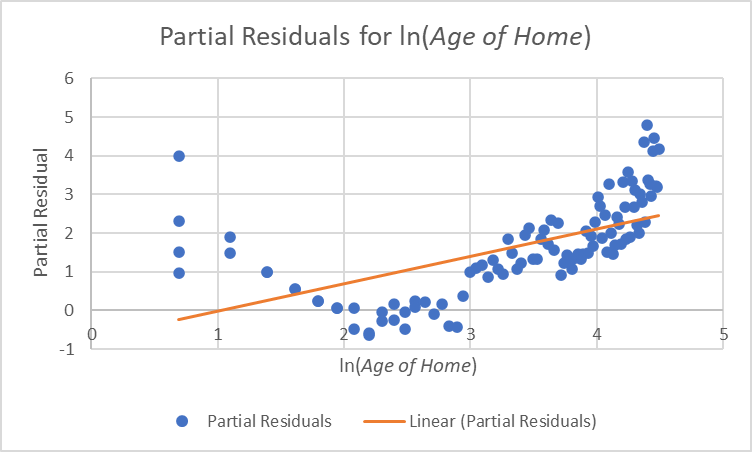 Partial Residuals for ln(Age of Home)
6
5
4
3
2
1
0
-1
Partial Residual
0 1 2 3 4 5
ln(Age of Home)
Partial Residuals Linear (Partial Residuals)